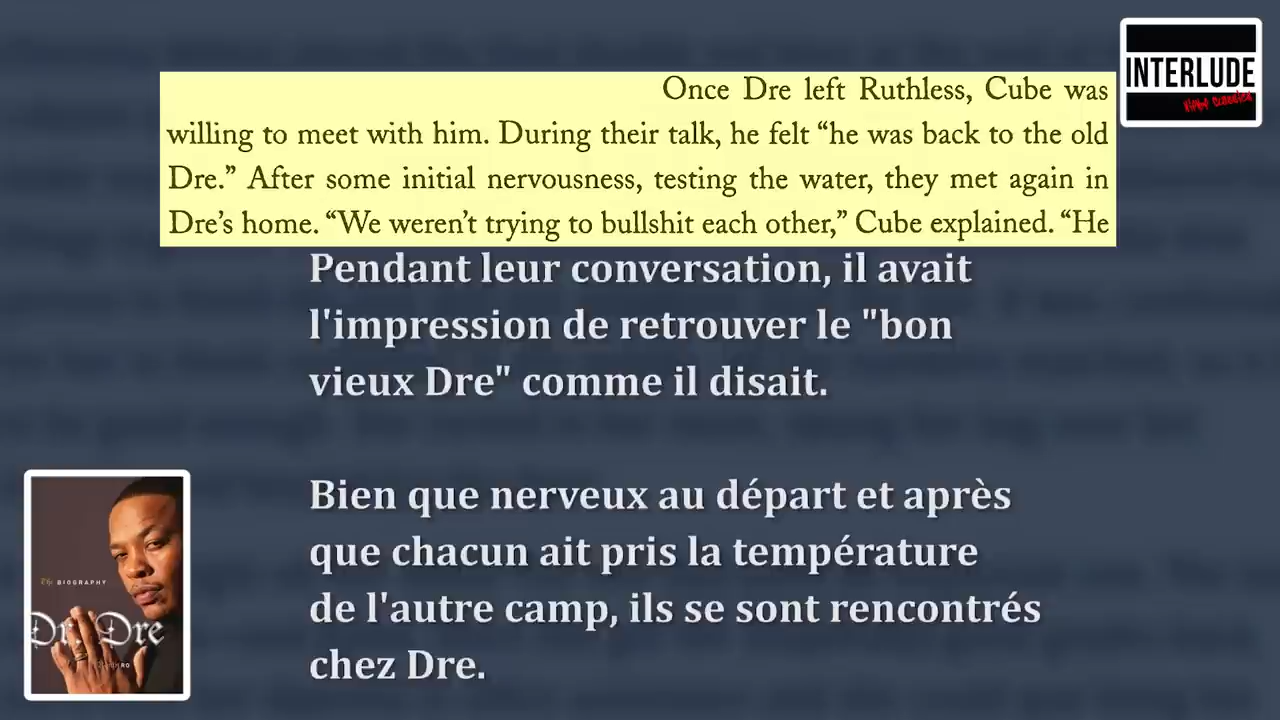 INTERLUDE
Once Dre left Ruthless, Cube was
willing to meet with him. During their talk, he felt “he was back to the old
Dre.” After some initial nervousness, testing the water, they met again in
Dre’s home. “We weren’t trying to bullshit each other,” Cube explained. “He
Pendant leur conversation, il avait
l'impression de retrouver le "bon
vieux Dre" comme il disait.
Bien que nerveux au départ et après
que chacun ait pris la température
de l'autre camp, ils se sont rencontrés
chez Dre.
The BIOGRAPHY
Dr. Dre